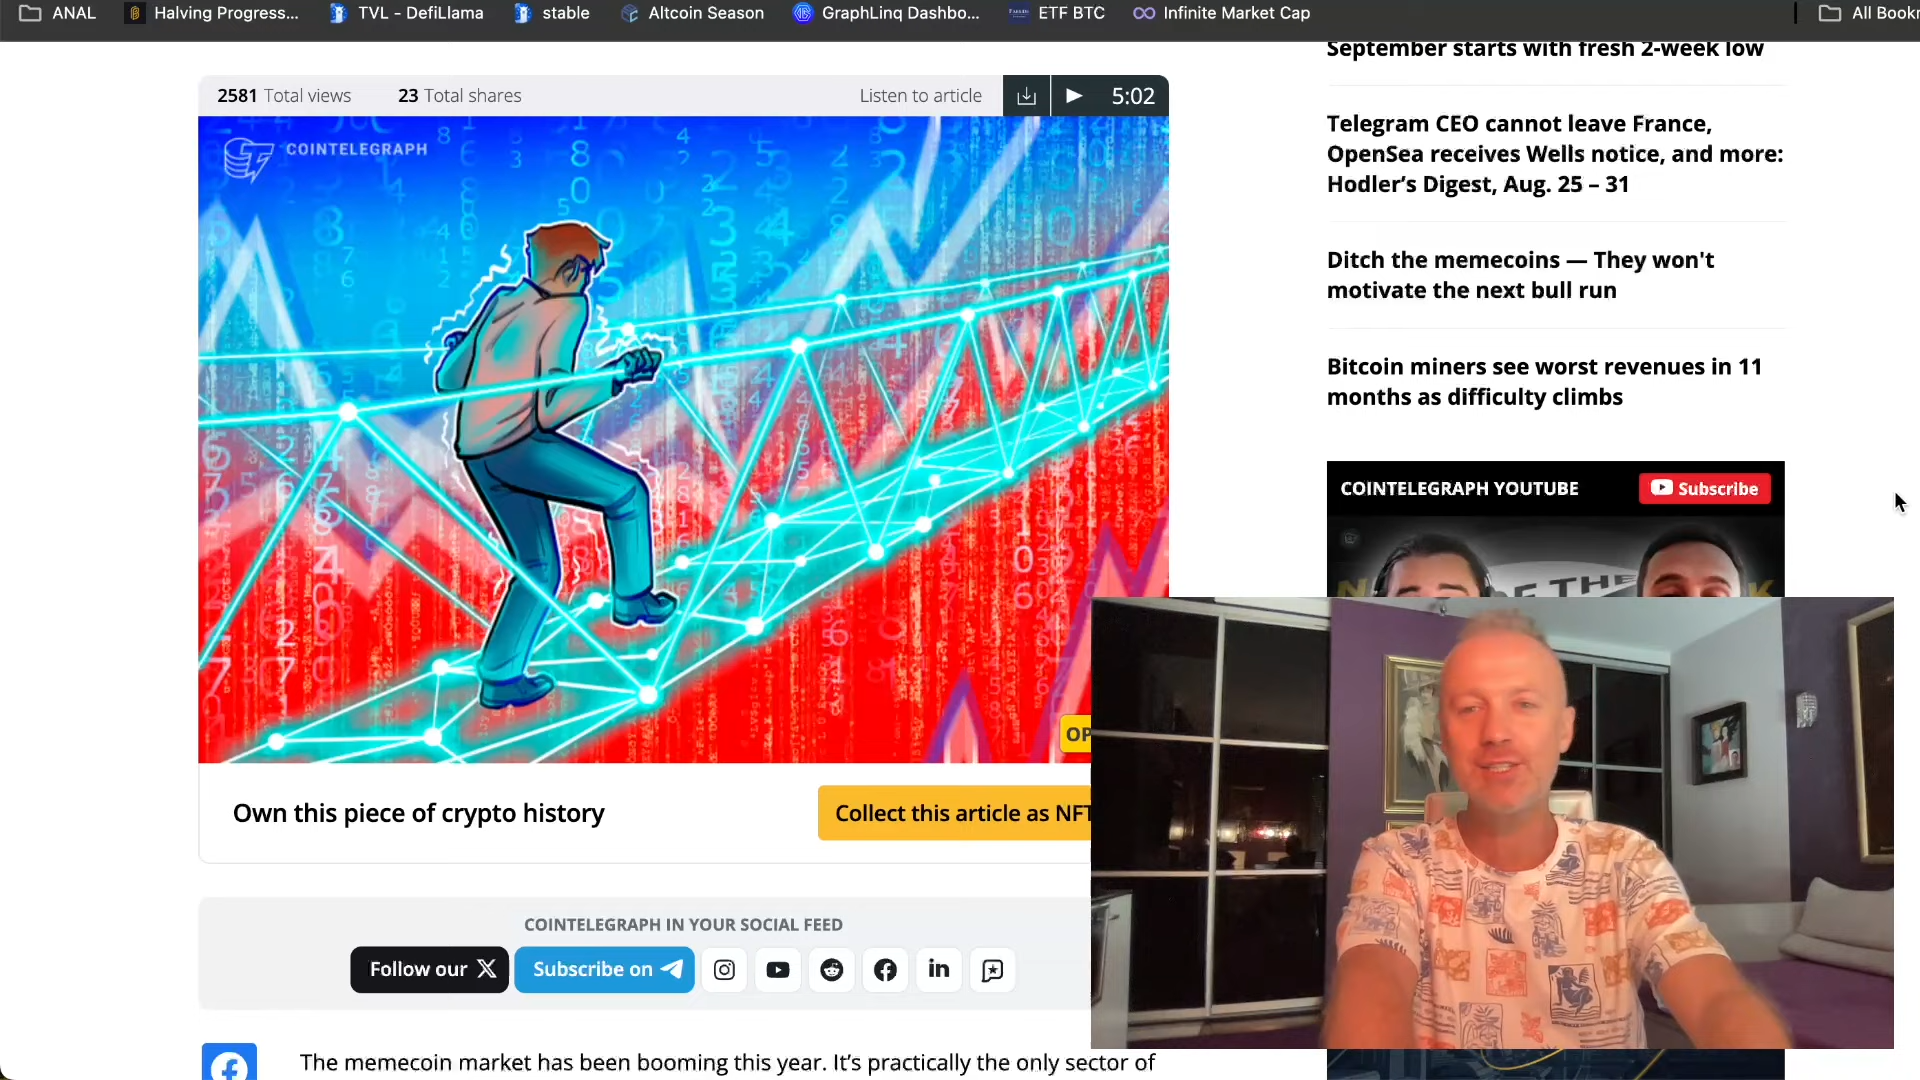 ANAL
Halving Progress...
TVL - DefiLlama
stable
Altcoin Season
GraphLinq Dashbo...
ETF BTC
Infinite Market Cap
All Bookr
2581 Total views
23 Total shares
Listen to article
5:02
COINTELEGRAPH
Own this piece of crypto history
Collect this article as NFT
COINTELEGRAPH IN YOUR SOCIAL FEED
Follow our X
Subscribe on
The memecoin market has been booming this year. It's practically the only sector of
September starts with fresh 2-week low
Telegram CEO cannot leave France,
OpenSea receives Wells notice, and more:
Hodler's Digest, Aug. 25 – 31
Ditch the memecoins — They won't
motivate the next bull run
Bitcoin miners see worst revenues in 11
months as difficulty climbs
COINTELEGRAPH YOUTUBE
Subscribe
OF THE